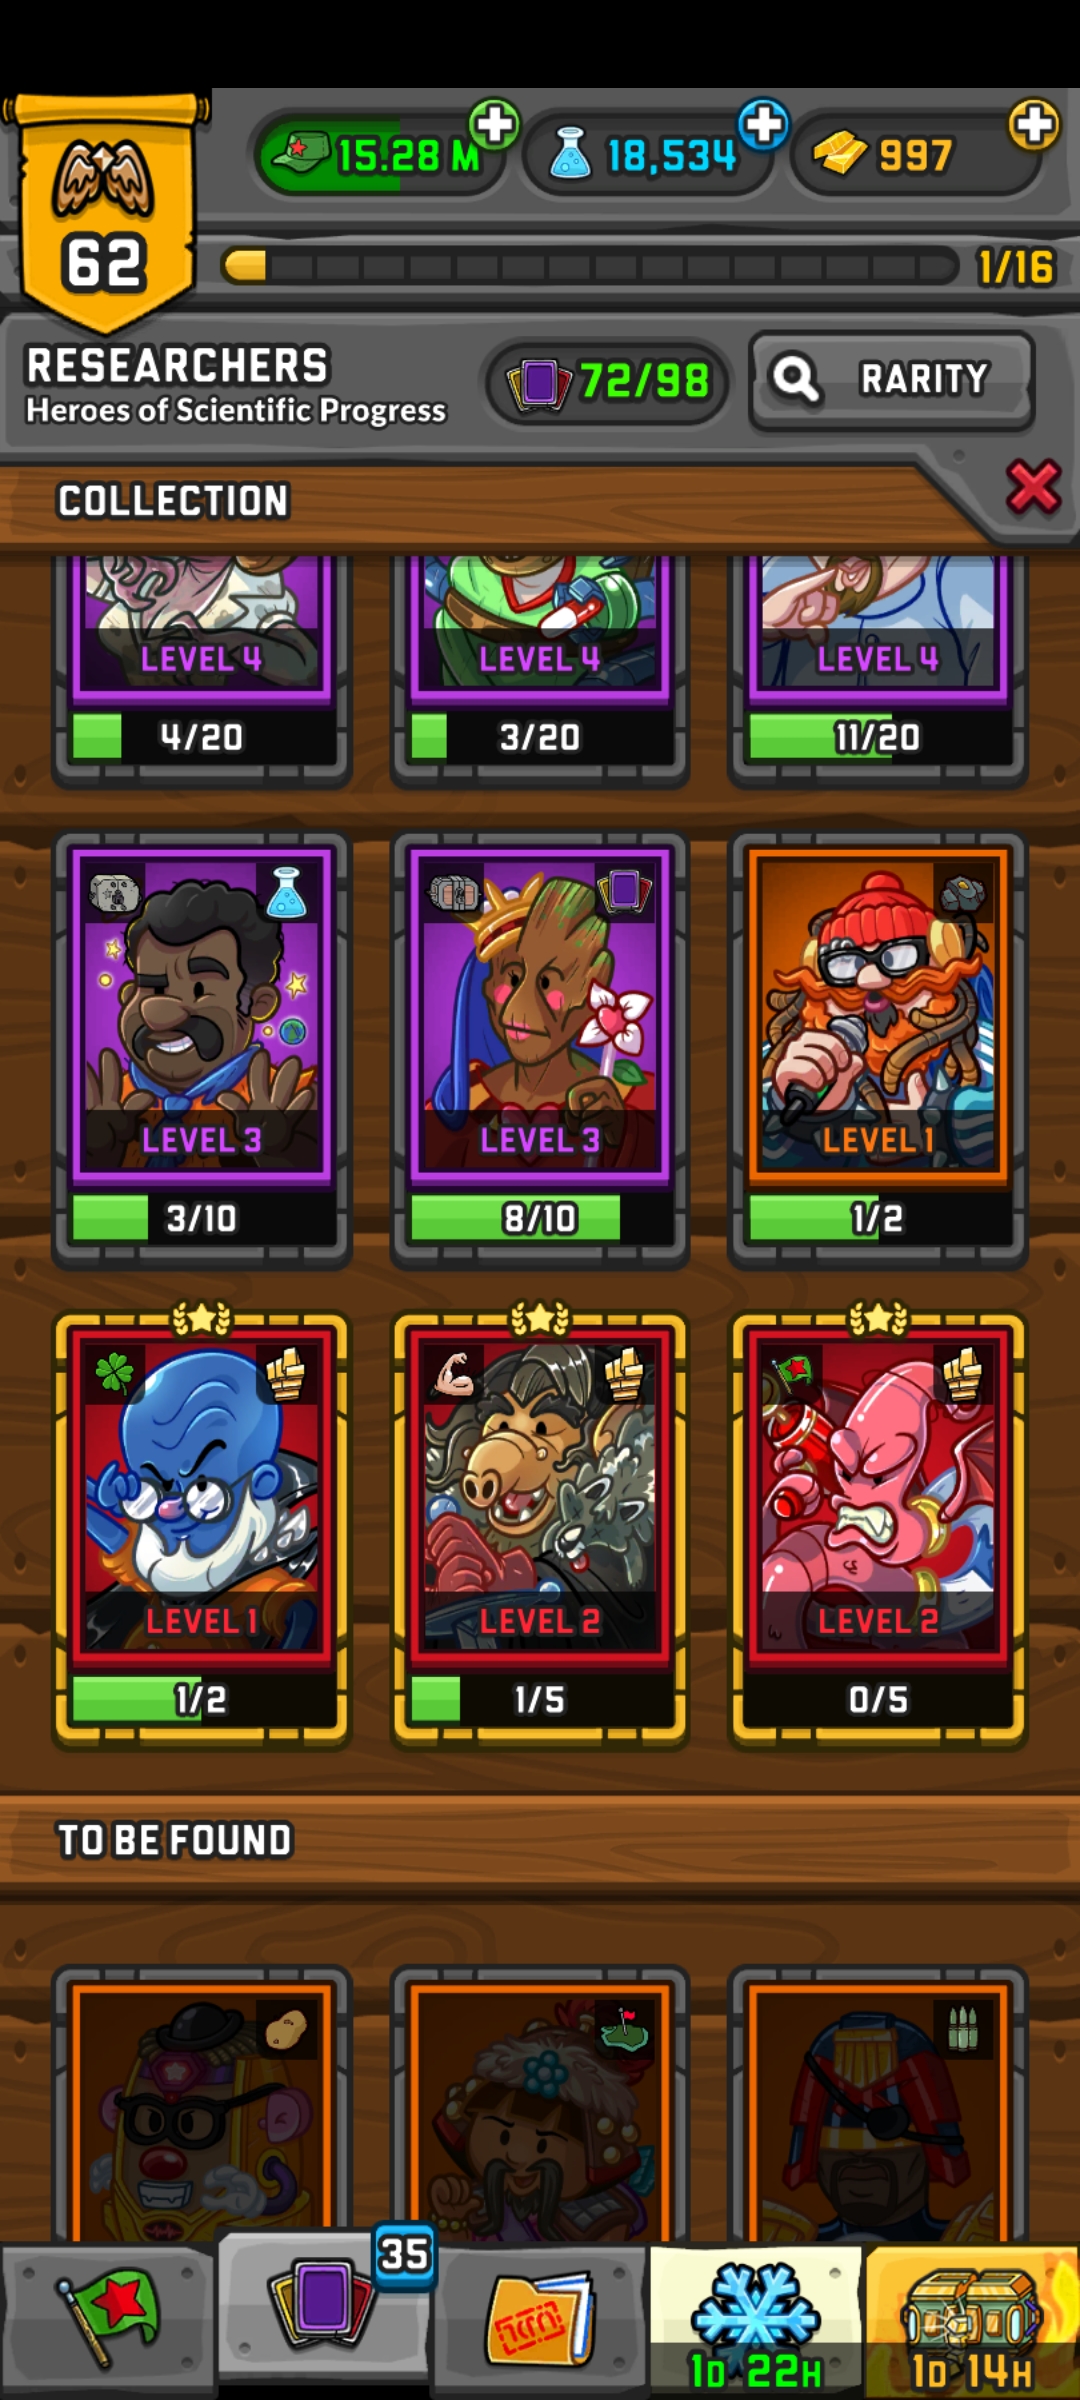 15.28 M
18,534
997
62
1/16
RESEARCHERS
Heroes of Scientific Progress
72/98
RARITY
COLLECTION
LEVEL 4
LEVEL 4
LEVEL 4
4/20
3/20
11/20
LEVEL 3
LEVEL 3
LEVEL 1
3/10
8/10
1/2
LEVEL 1
LEVEL 2
LEVEL 2
1/2
1/5
0/5
TO BE FOUND
35
1D 22H
1D 14H